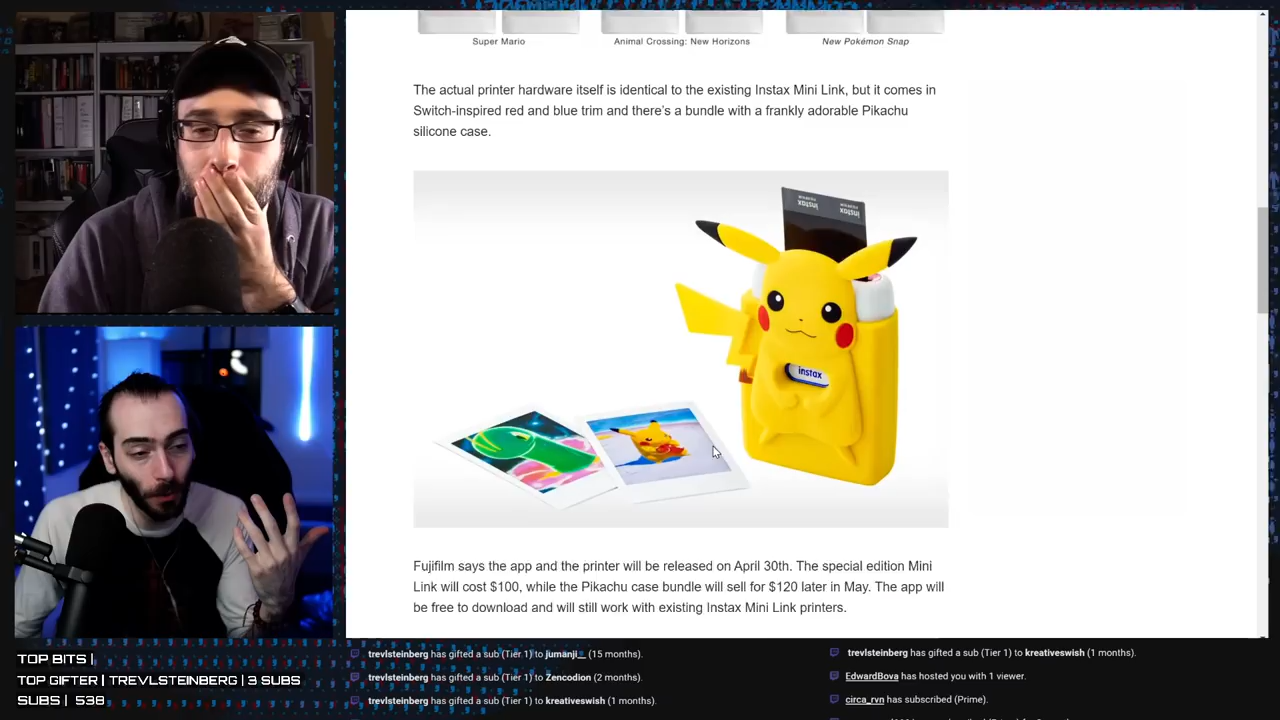 Super Mario
Animal Crossing: New Horizons
New Pokémon Snap
The actual printer hardware itself is identical to the existing Instax Mini Link, but it comes in
Switch-inspired red and blue trim and there's a bundle with a frankly adorable Pikachu
silicone case.
instax
instax
instax
Fujifilm says the app and the printer will be released on April 30th. The special edition Mini
Link will cost $100, while the Pikachu case bundle will sell for $120 later in May. The app will
be free to download and will still work with existing Instax Mini Link printers.
TOP BITS |
TOP GIFTER | TREVLSTEINBERG | 3 SUBS
SUBS | 538
trevlsteinberg has gifted a sub (Tier 1) to jumanji__ (15 months).
trevlsteinberg has gifted a sub (Tier 1) to Zencodion (2 months).
trevlsteinberg has gifted a sub (Tier 1) to kreativeswish (1 months).
trevlsteinberg has gifted a sub (Tier 1) to kreativeswish (1 months).
EdwardBova has hosted you with 1 viewer.
circa_rvn has subscribed (Prime).